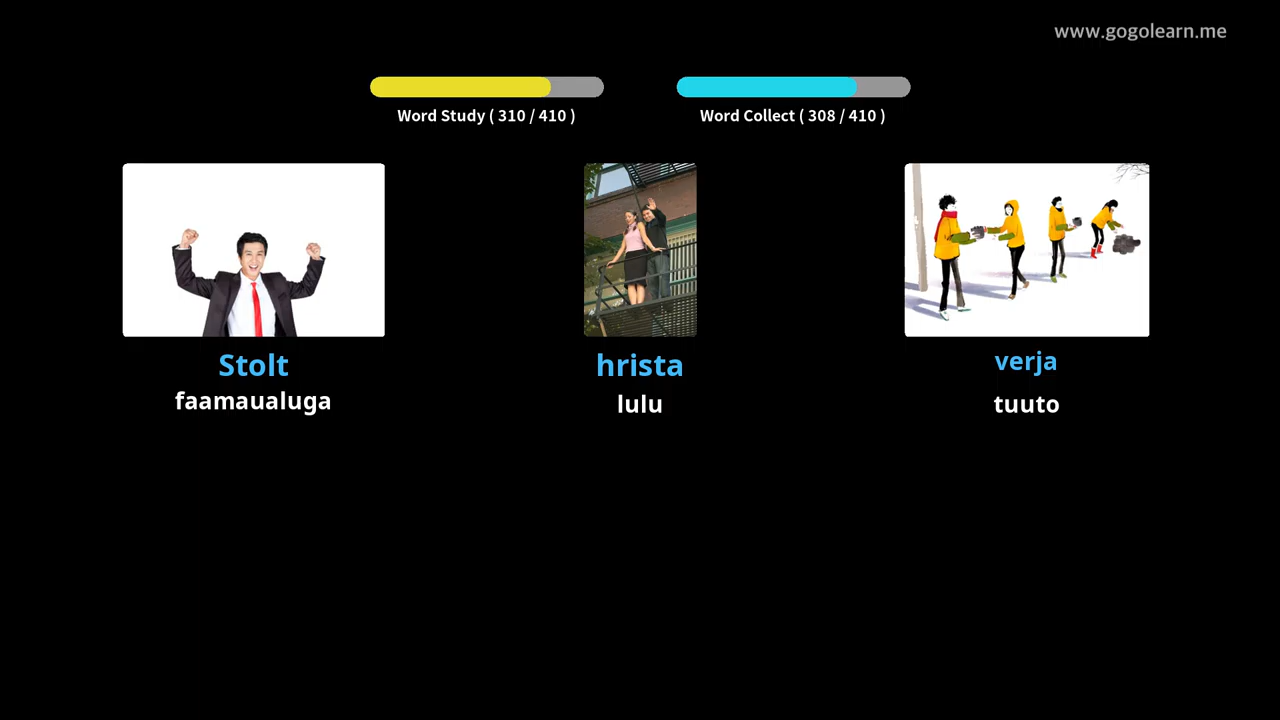 www.gogolearn.me
Word Study ( 310 / 410 )
Word Collect ( 308 / 410 )
Stolt
faamaualuga
hrista
lulu
verja
tuuto